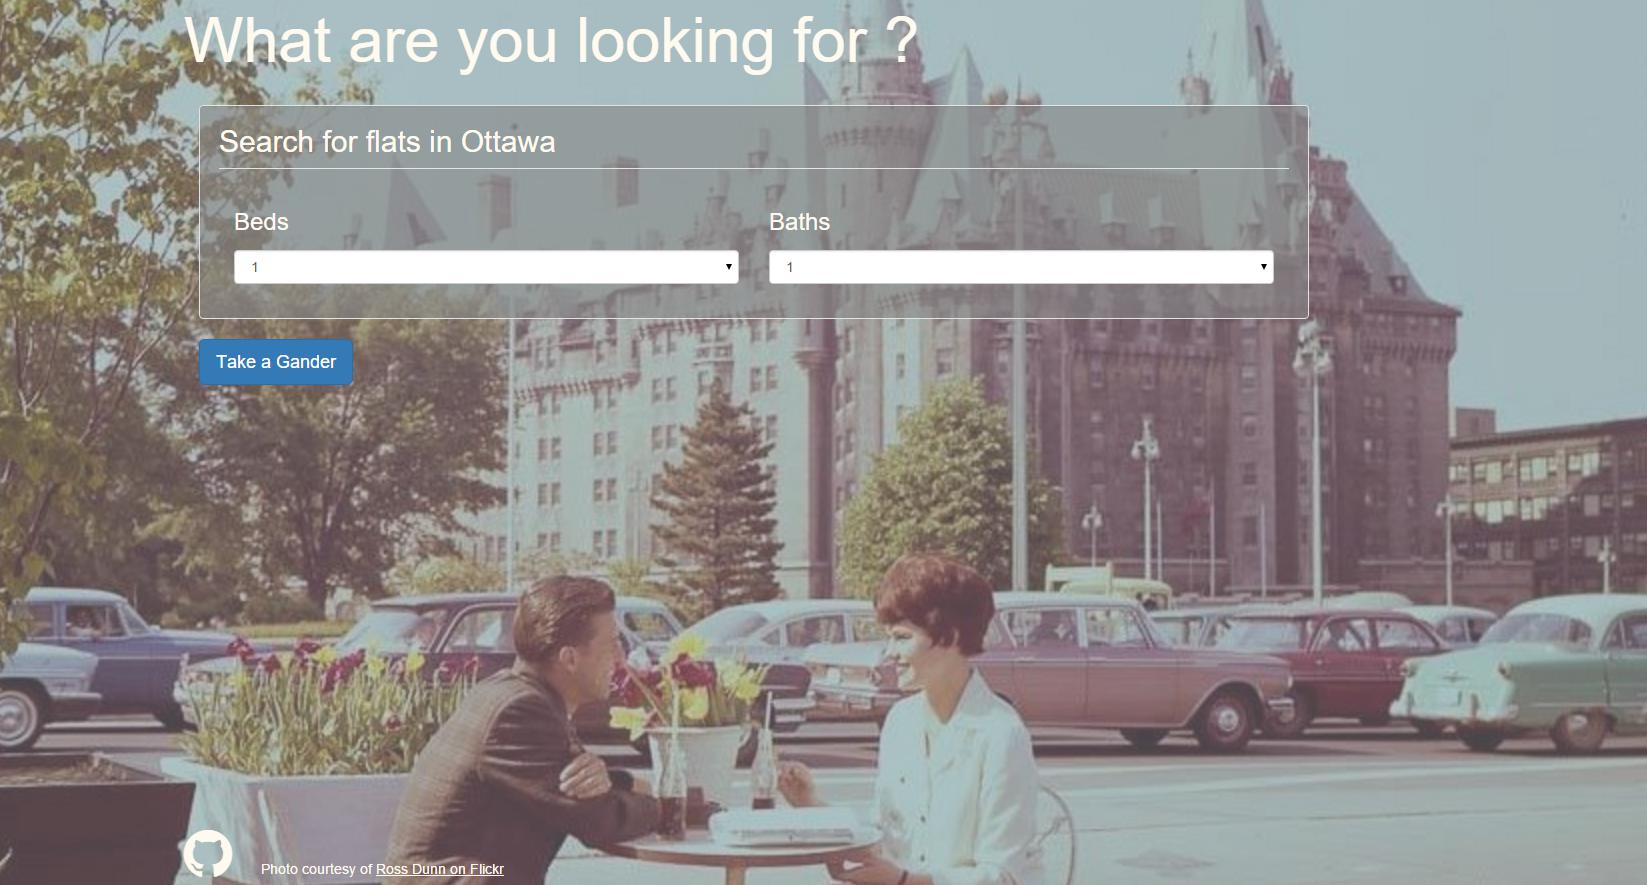 What are you looking for ?
Search for flats in Ottawa
Beds
Baths
1
1
Take a Gander
Photo courtesy of Ross Dunn on Flickr